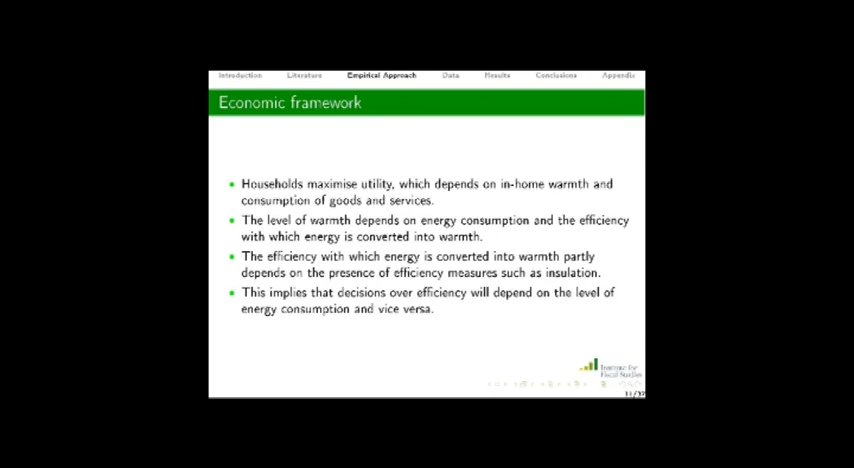 Introduction Literature Empirical Approach Data Results Conclusions Appendix
Economic framework
• Households maximise utility, which depends on in-home warmth and
consumption of goods and services.
• The level of warmth depends on energy consumption and the efficiency
with which energy is converted into warmth.
• The efficiency with which energy is converted into warmth partly
depends on the presence of efficiency measures such as insulation.
• This implies that decisions over efficiency will depend on the level of
energy consumption and vice versa.
Institute for
Fiscal Studies